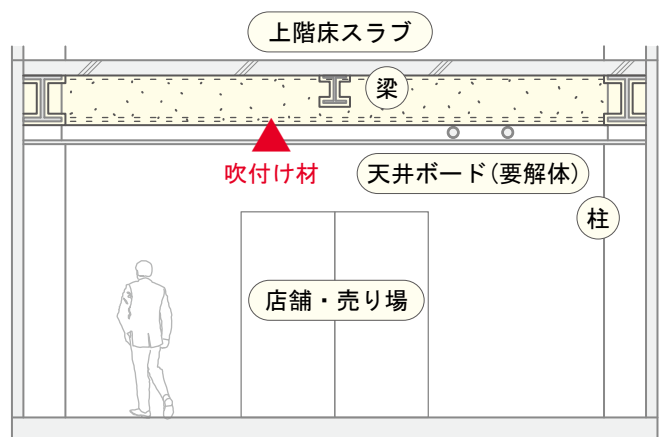 上階床スラブ
梁
吹付け材
天井ボード(要解体)
柱
店舗・売り場